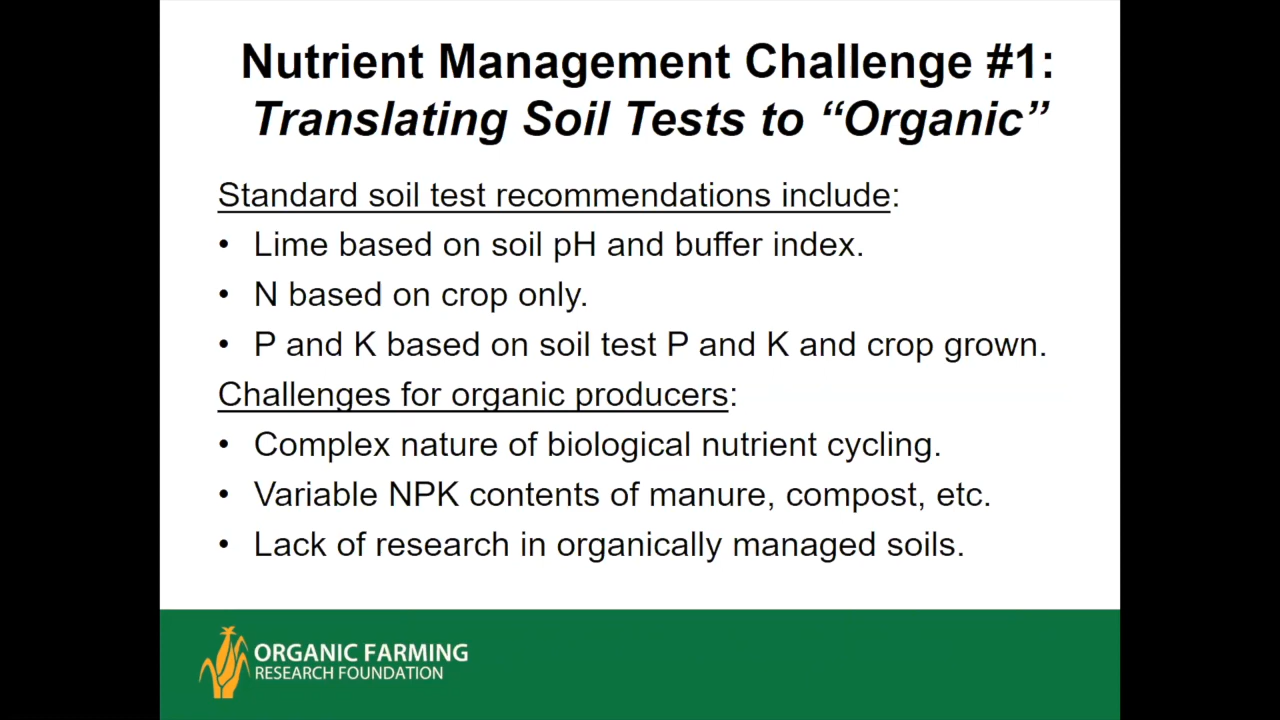 Nutrient Management Challenge #1:
Translating Soil Tests to “Organic”
Standard soil test recommendations include:
• Lime based on soil pH and buffer index.
• N based on crop only.
• P and K based on soil test P and K and crop grown.
Challenges for organic producers:
• Complex nature of biological nutrient cycling.
• Variable NPK contents of manure, compost, etc.
• Lack of research in organically managed soils.
ORGANIC FARMING
RESEARCH FOUNDATION